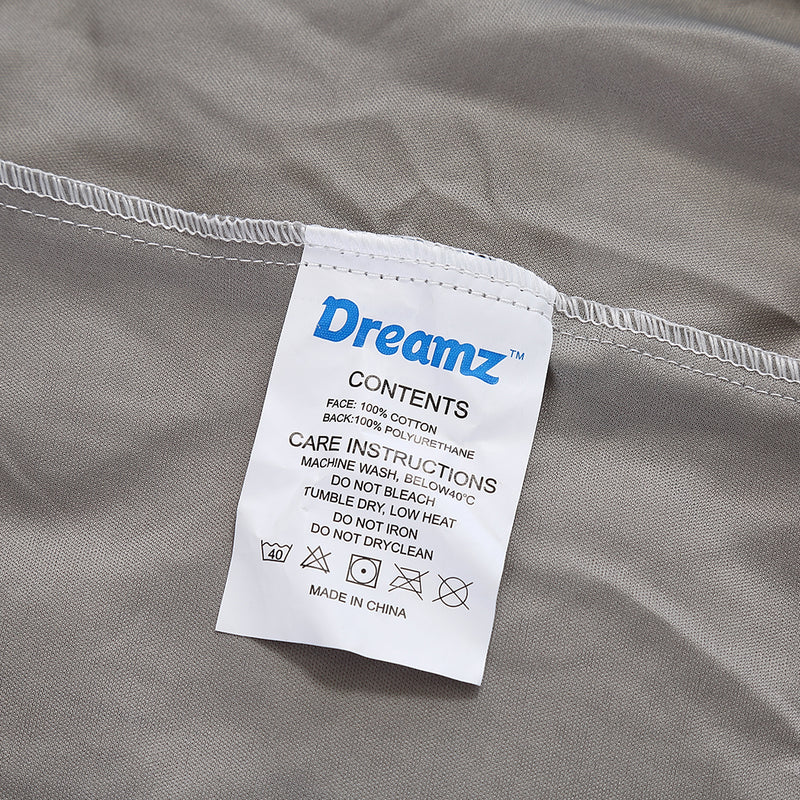 Dreamz™
CONTENTS
FACE: 100% COTTON
BACK:100% POLYURETHANE
CARE INSTRUCTIONS
MACHINE WASH, BELOW40℃
DO NOT BLEACH
TUMBLE DRY, LOW HEAT
DO NOT IRON
DO NOT DRYCLEAN
40
MADE IN CHINA